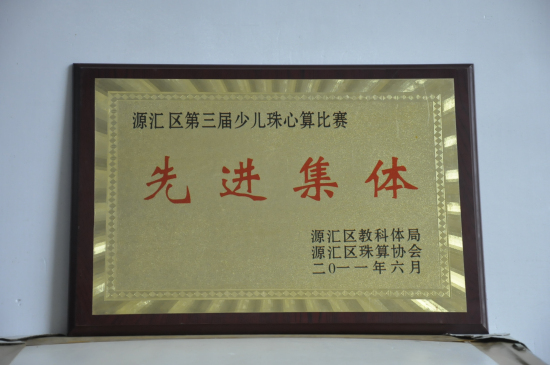 源汇区第三届少儿珠心算比赛
先进集体
源汇区教科体局
源汇区珠算协会
二0一一年六月